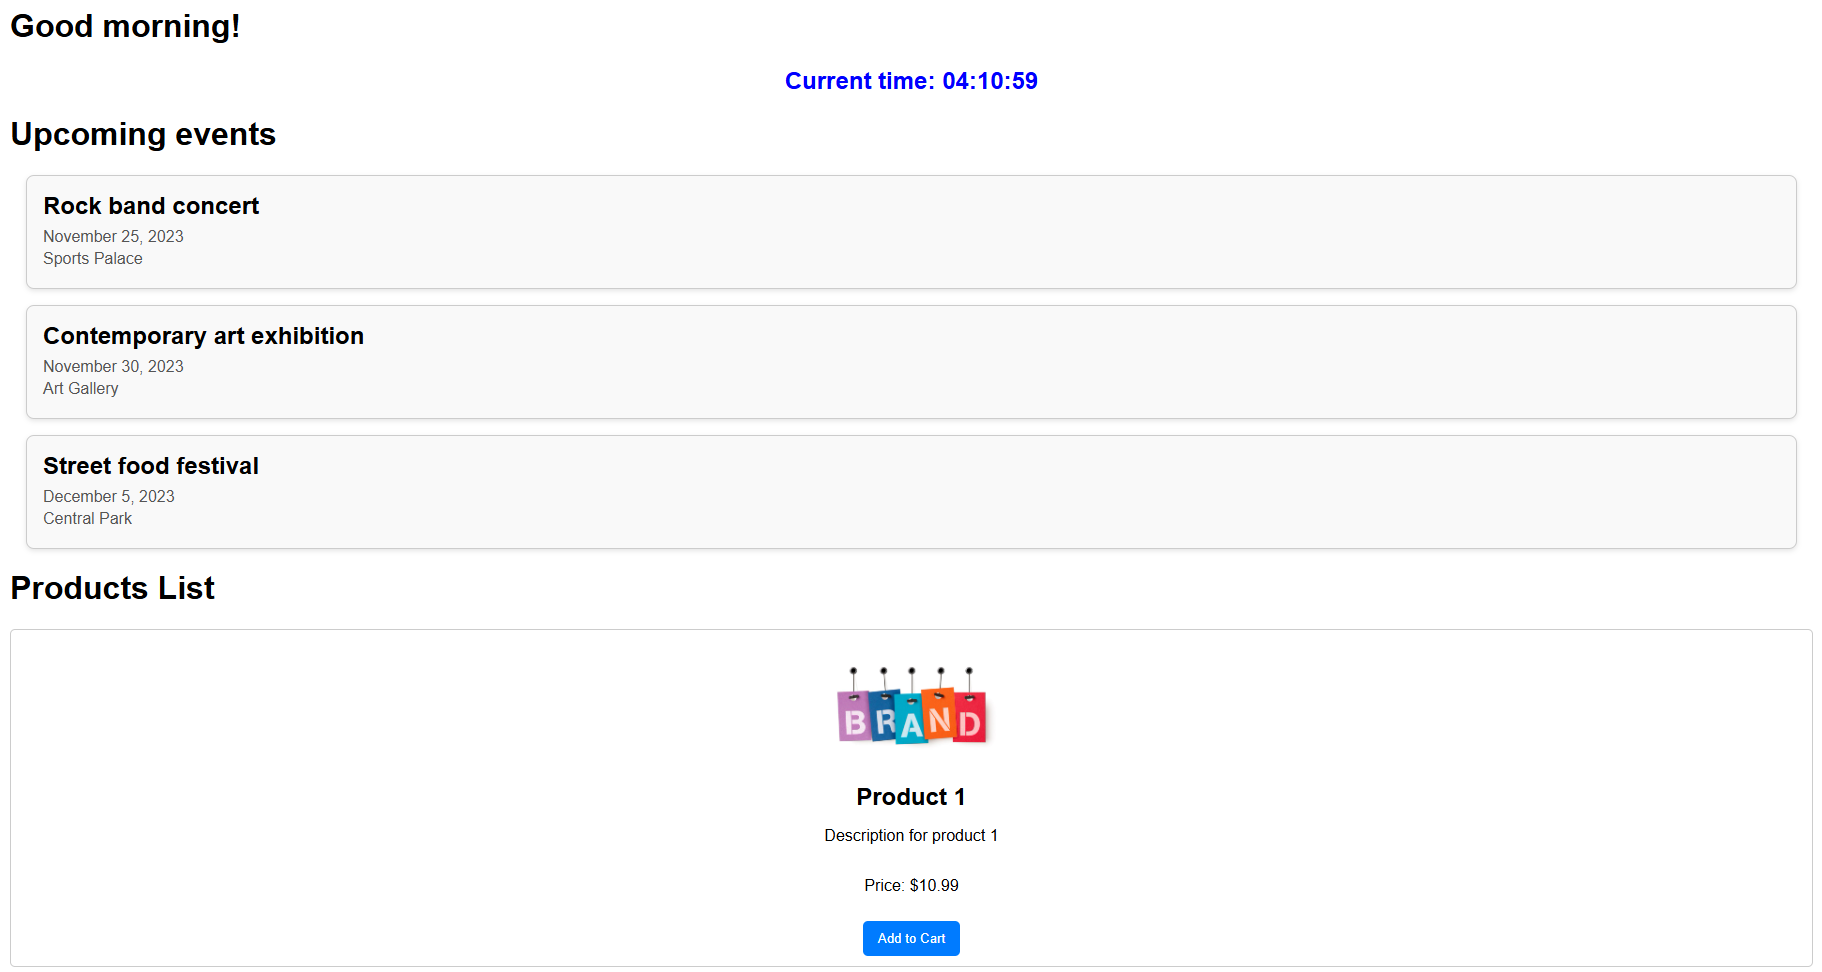 Good morning!
Current time: 04:10:59
Upcoming events
Rock band concert
November 25, 2023
Sports Palace
Contemporary art exhibition
November 30, 2023
Art Gallery
Street food festival
December 5, 2023
Central Park
Products List
BRAND
Product 1
Description for product 1
Price: $10.99
Add to Cart